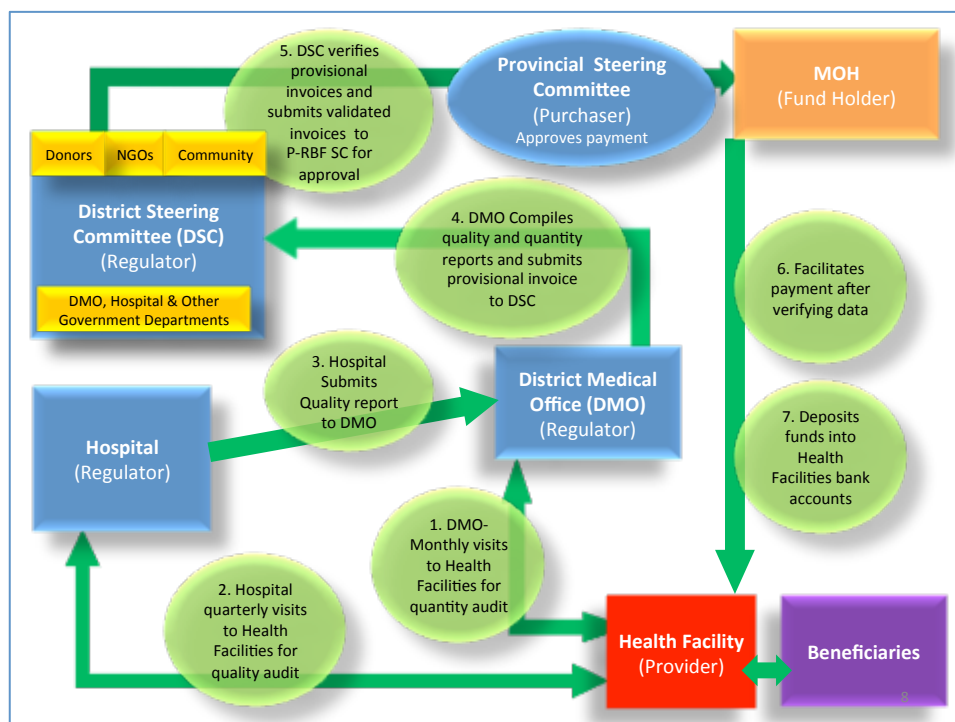 5. DSC verifies
provisional
invoices and
submits validated
invoices to
P-RBF SC for
approval
Provincial Steering
Committee
(Purchaser)
Approves payment
MOH
(Fund Holder)
Donors
NGOs
Community
District Steering
Committee (DSC)
(Regulator)
DMO, Hospital & Other
Government Departments
4. DMO Compiles
quality and quantity
reports and submits
provisional invoice
to DSC
6. Facilitates
payment after
verifying data
3. Hospital
Submits
Quality report
to DMO
District Medical
Office (DMO)
(Regulator)
Hospital
(Regulator)
7. Deposits
funds into
Health
Facilities bank
accounts
1. DMO-
Monthly visits
to Health
Facilities for
quantity audit
2. Hospital
quarterly visits
to Health
Facilities for
quality audit
Health Facility
(Provider)
Beneficiaries
8